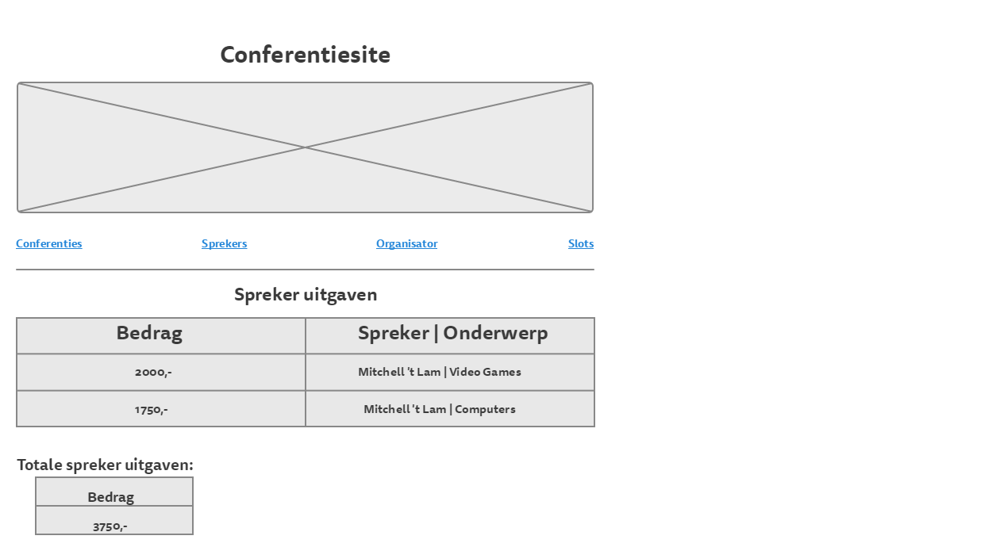 Conferentiesite
Conferenties Sprekers Organisator Slots
Spreker uitgaven
Bedrag Spreker | Onderwerp
2000,- Mitchell 't Lam | Video Games
1750,- Mitchell 't Lam | Computers
Totale spreker uitgaven:
Bedrag
3750,-